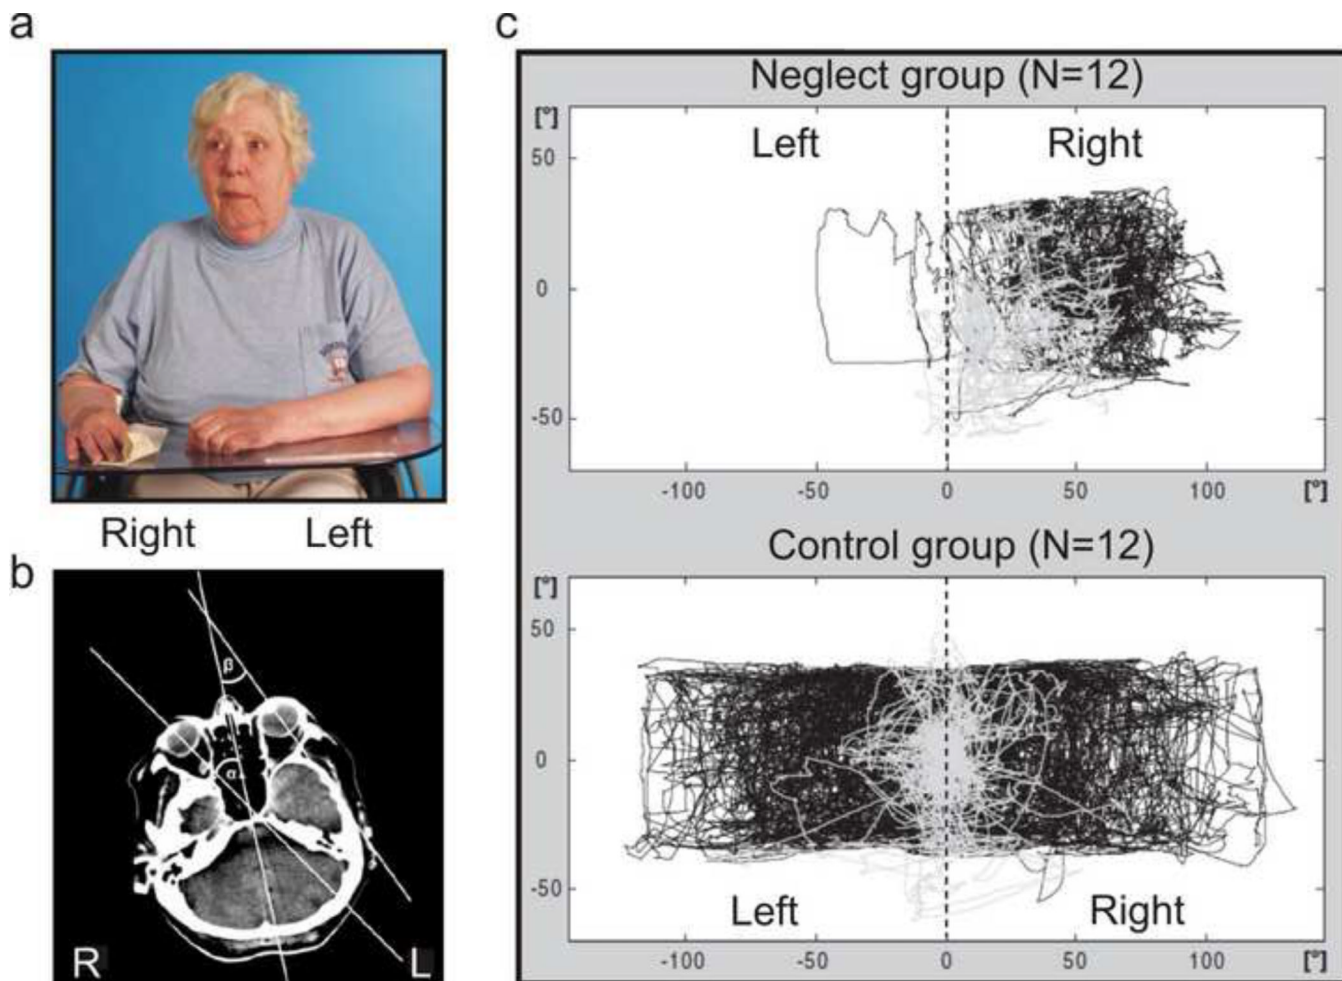 a
Right Left
b
β
α
R L
c
Neglect group (N=12)
[°]
Left Right
50
0
-50
-100 -50 0 50 100 [°]
Control group (N=12)
[°]
50
0
-50
Left Right
-100 -50 0 50 100 [°]